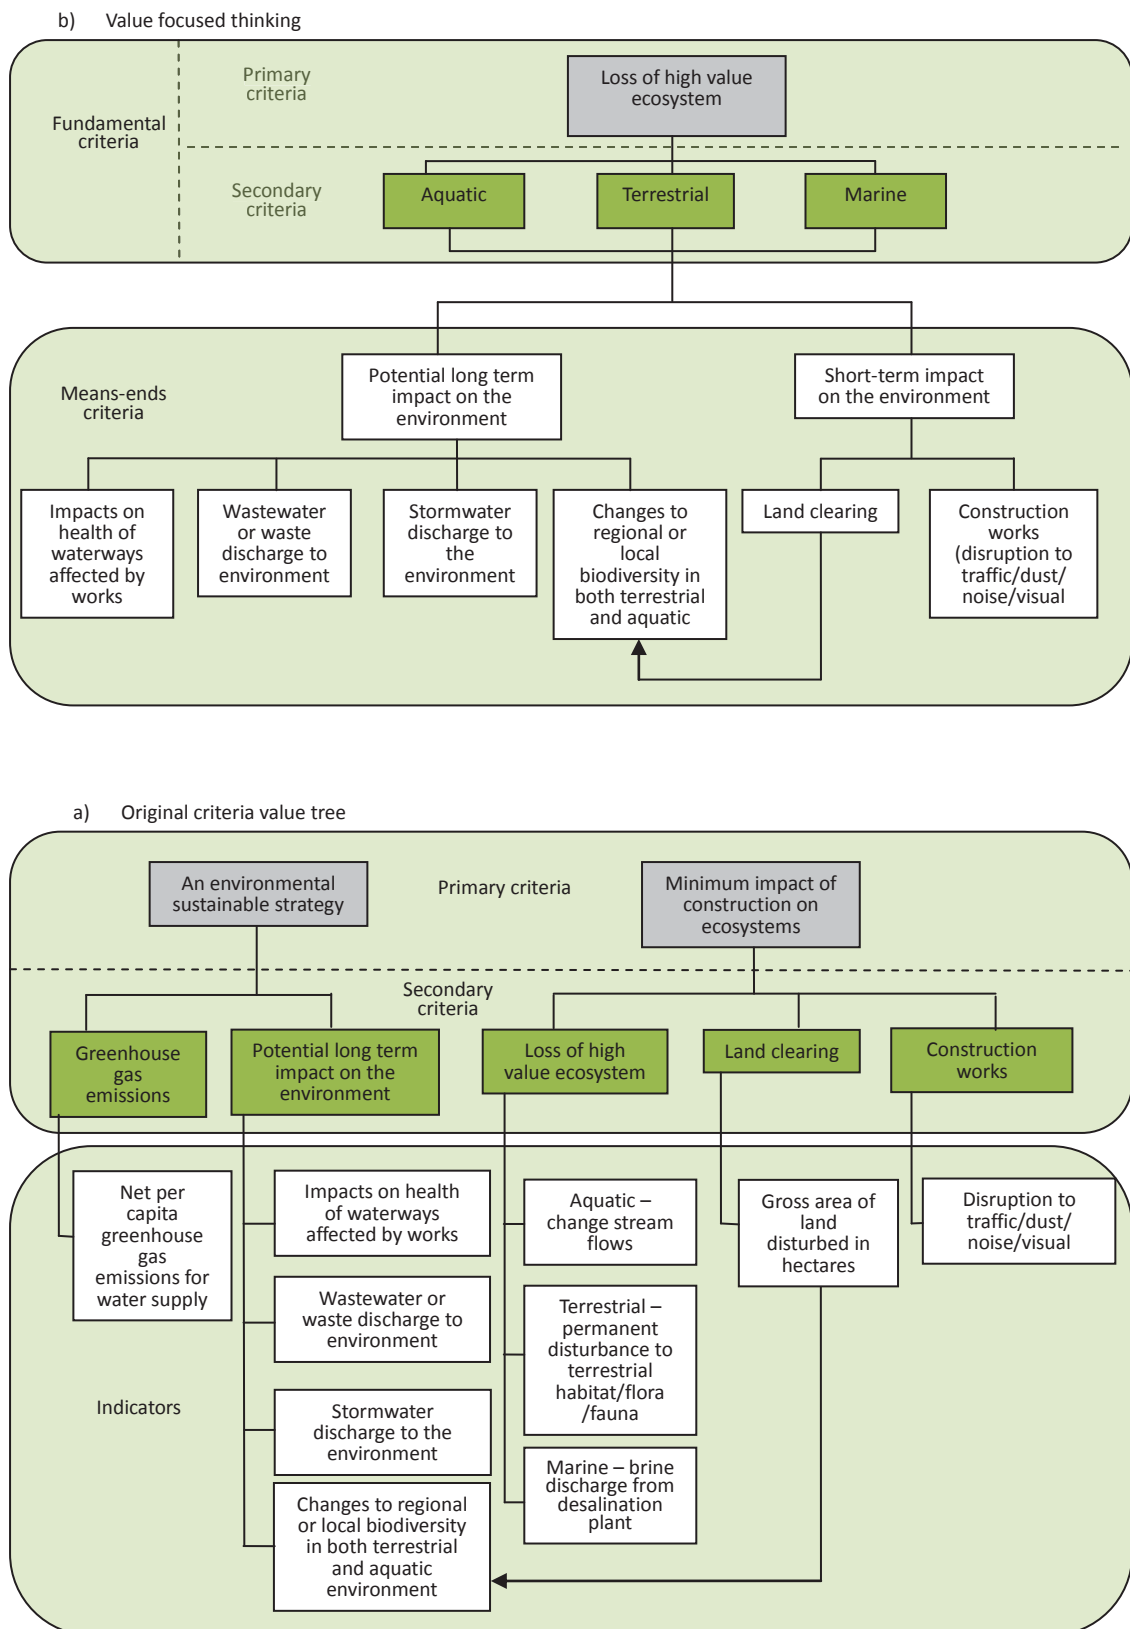 b) Value focused thinking
Primary
criteria
Loss of high value
ecosystem
Fundamental
criteria
Secondary
criteria
Aquatic
Terrestrial
Marine
Means-ends
criteria
Potential long term
impact on the
environment
Short-term impact
on the environment
Impacts on
health of
waterways
affected by
works
Wastewater
or waste
discharge to
environment
Stormwater
discharge to
the
environment
Changes to
regional or
local
biodiversity in
both terrestrial
and aquatic
Land clearing
Construction
works
(disruption to
traffic/dust/
noise/visual
a) Original criteria value tree
An environmental
sustainable strategy
Primary criteria
Minimum impact of
construction on
ecosystems
Secondary
criteria
Greenhouse
gas
emissions
Potential long term
impact on the
environment
Loss of high
value ecosystem
Land clearing
Construction
works
Net per
capita
greenhouse
gas
emissions for
water supply
Impacts on health
of waterways
affected by works
Aquatic –
change stream
flows
Gross area of
land
disturbed in
hectares
Disruption to
traffic/dust/
noise/visual
Wastewater or
waste discharge to
environment
Terrestrial –
permanent
disturbance to
terrestrial
habitat/flora
/fauna
Indicators
Stormwater
discharge to the
environment
Marine – brine
discharge from
desalination
plant
Changes to regional
or local biodiversity
in both terrestrial
and aquatic
environment